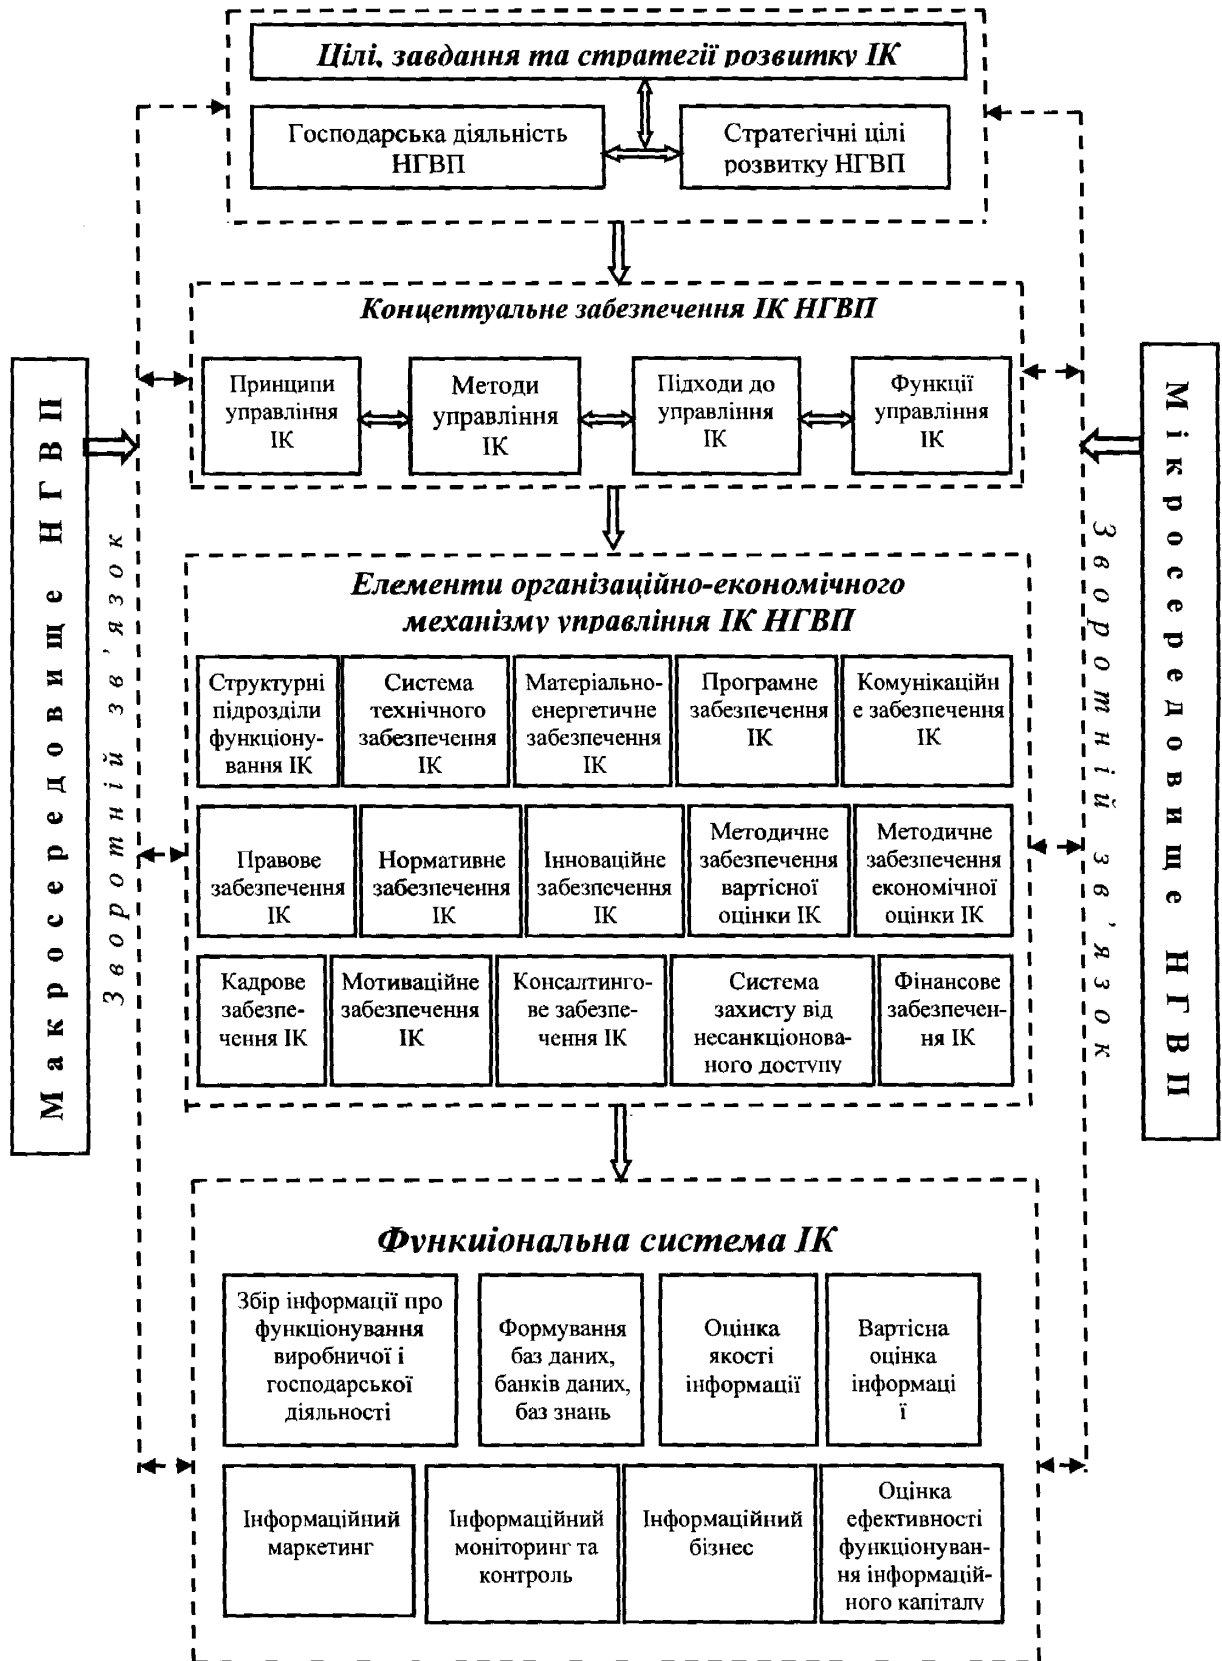 Цілі, завдання та стратегії розвитку ІК
Господарська діяльність
НГВП
Стратегічні цілі
розвитку НГВП
Концептуальне забезпечення ІК НГВП
Принципи
управління
ІК
Методи
управління
ІК
Підходи до
управління
ІК
Функції
управління
ІК
Макросередовище НГВП
Зворотній зв'язок
Мікросередовище НГВП
Зворотній зв'язок
Елементи організаційно-економічного
механізму управління ІК НГВП
Структурні
підрозділи
функціону-
вання ІК
Система
технічного
забезпечення
ІК
Матеріально-
енергетичне
забезпечення
ІК
Програмне
забезпечення
ІК
Комунікаційн
е забезпечення
ІК
Правове
забезпечення
ІК
Нормативне
забезпечення
ІК
Інноваційне
забезпечення
ІК
Методичне
забезпечення
вартісної
оцінки ІК
Методичне
забезпечення
економічної
оцінки ІК
Кадрове
забезпе-
чення ІК
Мотиваційне
забезпечення
ІК
Консалтинго-
ве забезпе-
чення ІК
Система
захисту від
несанкціонова-
ного доступу
Фінансове
забезпечен-
ня ІК
Функціональна система ІК
Збір інформації про
функціонування
виробничої і
господарської
діяльності
Формування
баз даних,
банків даних,
баз знань
Оцінка
якості
інформації
Вартісна
оцінка
інформаці
ї
Інформаційний
маркетинг
Інформаційний
моніторинг та
контроль
Інформаційний
бізнес
Оцінка
ефективності
функціонуван-
ня інформацій-
ного капіталу